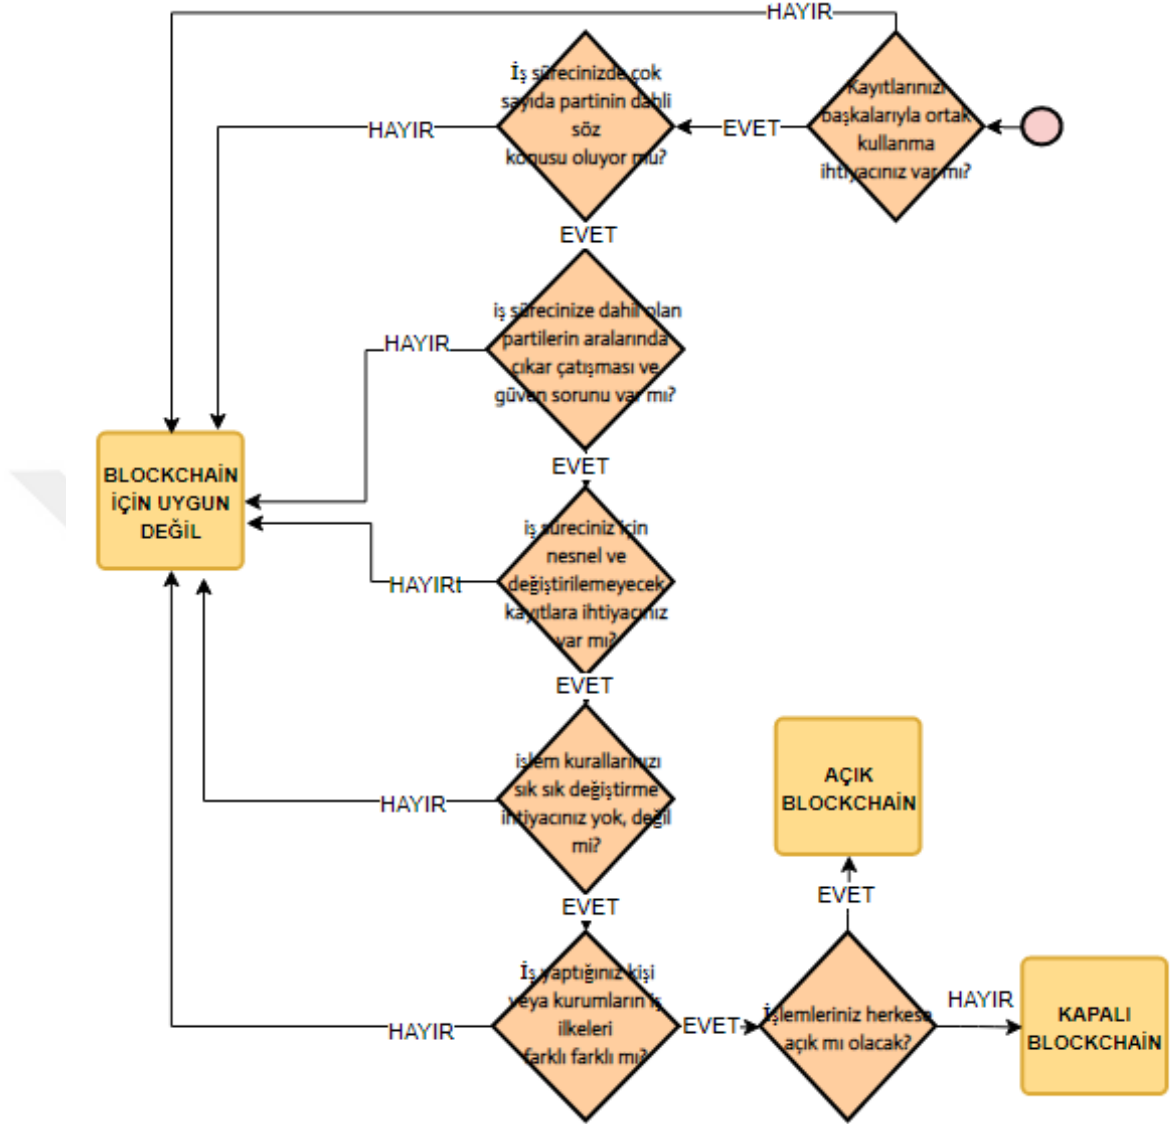 HAYIR
Kayıtlarınızı
başkalarıyla ortak
kullanma
ihtiyacınız var mı?
EVET
İş sürecinizde çok
sayıda partinin dahli
söz
konusu oluyor mu?
HAYIR
EVET
iş sürecinize dahil olan
partilerin aralarında
çıkar çatışması ve
güven sorunu var mı?
HAYIR
EVET
BLOCKCHAİN
İÇİN UYGUN
DEĞİL
iş süreciniz için
nesnel ve
değiştirilemeyecek
kayıtlara ihtiyacınız
var mı?
HAYIRI
EVET
işlem kurallarınızı
sık sık değiştirme
ihtiyacınız yok, değil
mi?
HAYIR
EVET
İş yaptığınız kişi
veya kurumların iş
ilkeleri
farklı farklı mı?
HAYIR
EVET
İşlemleriniz herkese
açık mı olacak?
EVET
AÇIK
BLOCKCHAİN
HAYIR
KAPALI
BLOCKCHAİN